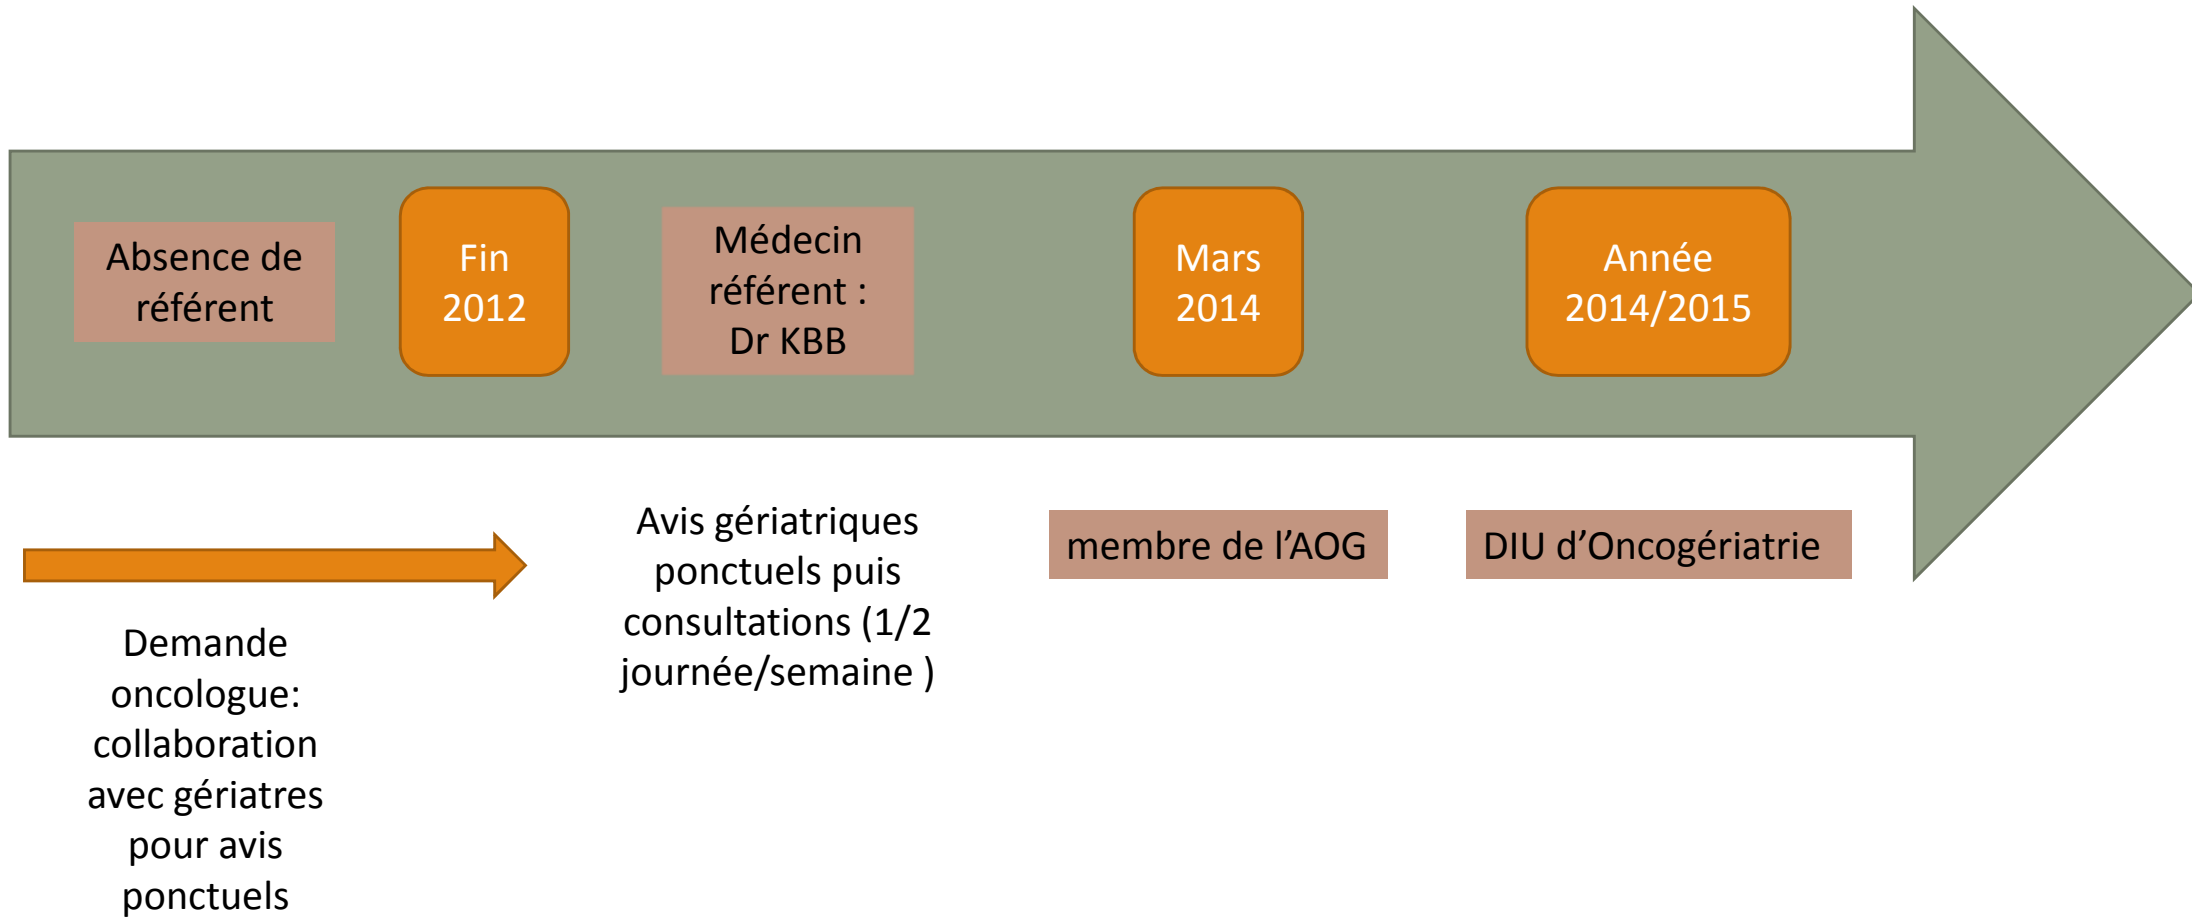 Absence de
référent
Fin
2012
Médecin
référent :
Dr KBB
Mars
2014
Année
2014/2015
Demande
oncologue:
collaboration
avec gériatres
pour avis
ponctuels
Avis gériatriques
ponctuels puis
consultations (1/2
journée/semaine )
membre de l’AOG
DIU d’Oncogériatrie